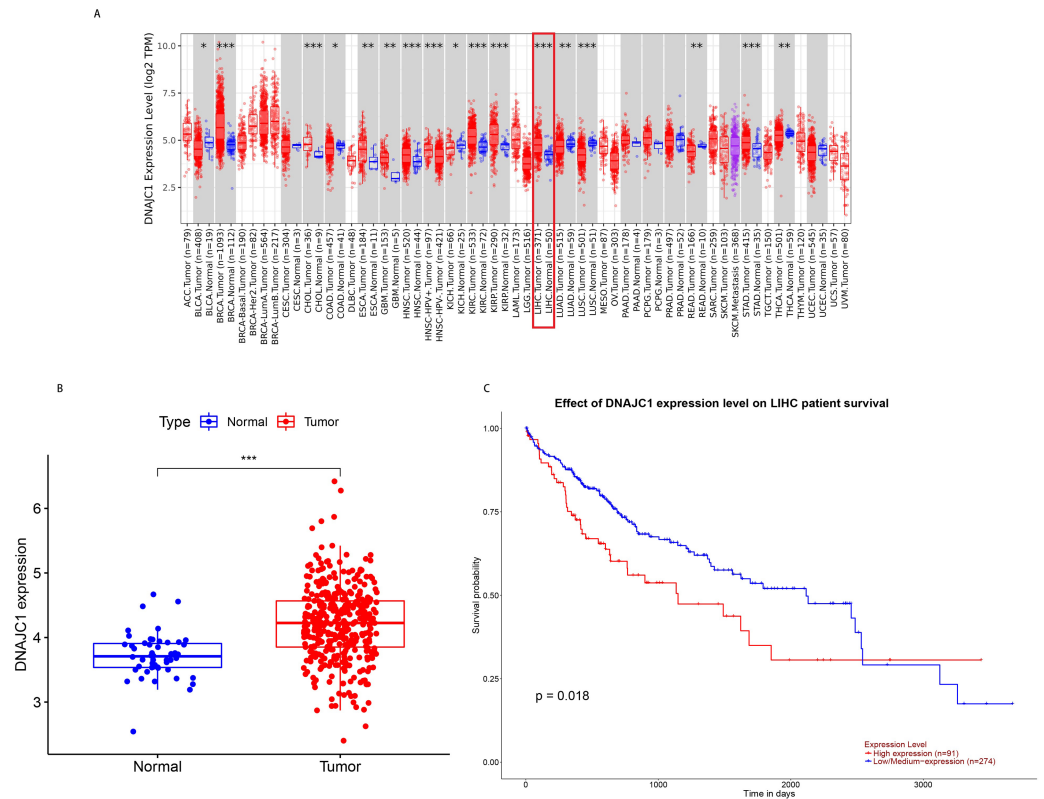 A
DNAJC1 Expression Level (log2 TPM)
* *** *** * ** ** *** *** * *** *** *** ** *** ** *** **
10.0
7.5
5.0
2.5
ACC.Tumor (n=79)
BLCA.Tumor (n=408)
BLCA.Normal (n=19)
BRCA.Tumor (n=1093)
BRCA.Normal (n=112)
BRCA-Basal.Tumor (n=190)
BRCA-Her2.Tumor (n=82)
BRCA-LumA.Tumor (n=564)
BRCA-LumB.Tumor (n=217)
CESC.Tumor (n=304)
CESC.Normal (n=3)
CHOL.Tumor (n=36)
CHOL.Normal (n=9)
COAD.Tumor (n=457)
COAD.Normal (n=41)
DLBC.Tumor (n=48)
ESCA.Tumor (n=184)
ESCA.Normal (n=11)
GBM.Tumor (n=153)
GBM.Normal (n=5)
HNSC.Tumor (n=520)
HNSC.Normal (n=44)
HNSC-HPV+.Tumor (n=97)
HNSC-HPV-.Tumor (n=421)
KICH.Tumor (n=66)
KICH.Normal (n=25)
KIRC.Tumor (n=533)
KIRC.Normal (n=72)
KIRP.Tumor (n=290)
KIRP.Normal (n=32)
LAML.Tumor (n=173)
LGG.Tumor (n=516)
LIHC.Tumor (n=371)
LIHC.Normal (n=50)
LUAD.Tumor (n=515)
LUAD.Normal (n=59)
LUSC.Tumor (n=501)
LUSC.Normal (n=51)
MESO.Tumor (n=87)
OV.Tumor (n=303)
PAAD.Tumor (n=178)
PAAD.Normal (n=4)
PCPG.Tumor (n=179)
PCPG.Normal (n=3)
PRAD.Tumor (n=497)
PRAD.Normal (n=52)
READ.Tumor (n=166)
READ.Normal (n=10)
SARC.Tumor (n=259)
SKCM.Tumor (n=103)
SKCM.Metastasis (n=368)
STAD.Tumor (n=415)
STAD.Normal (n=35)
TGCT.Tumor (n=150)
THCA.Tumor (n=501)
THCA.Normal (n=59)
THYM.Tumor (n=120)
UCEC.Tumor (n=545)
UCEC.Normal (n=35)
UCS.Tumor (n=57)
UVM.Tumor (n=80)
B
Type Normal Tumor
***
DNAJC1 expression
6
5
4
3
Normal Tumor
C
Effect of DNAJC1 expression level on LIHC patient survival
Survival probability
1.00
0.75
0.50
0.25
0.00
p = 0.018
Expression Level
High expression (n=91)
Low/Medium-expression (n=274)
0 1000 2000 3000
Time in days